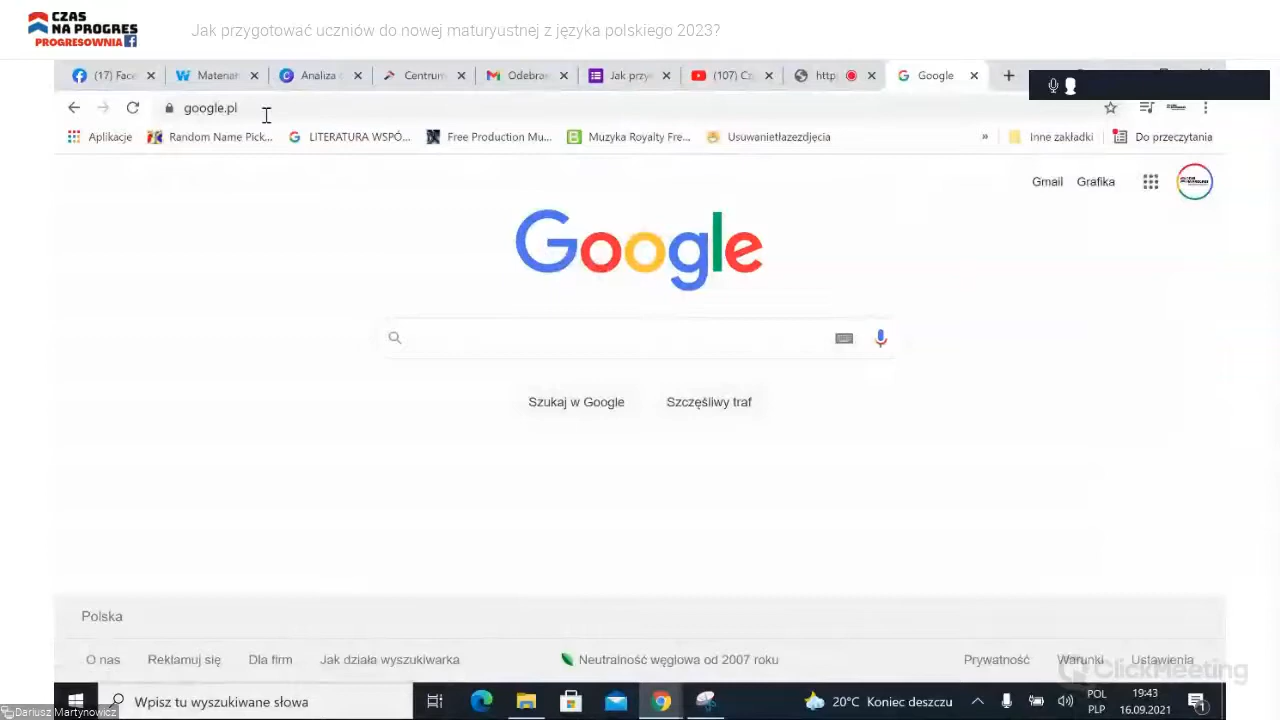 CZAS
NA PROGRES
PROGRESOWNIA
Jak przygotować uczniów do nowej maturyustnej z języka polskiego 2023?
(17) Face
Materiał
Analiza
Centrum
Odebrar
Jak przy
(107) Cz
http
Google
google.pl
Aplikacje
Random Name Pick...
LITERATURA WSPÓ...
Free Production Mu...
Muzyka Royalty Fre...
Usuwanietłazezdjęcia
»
Inne zakładki
Do przeczytania
Gmail
Grafika
Google
Szukaj w Google
Szczęśliwy traf
Polska
O nas
Reklamuj się
Dla firm
Jak działa wyszukiwarka
Neutralność węglowa od 2007 roku
Prywatność
Warunki
Ustawienia
ClickMeeting
Wpisz tu wyszukiwane słowa
20°C Koniec deszczu
POL
PLP
19:43
16.09.2021
1
Dariusz Martynowicz